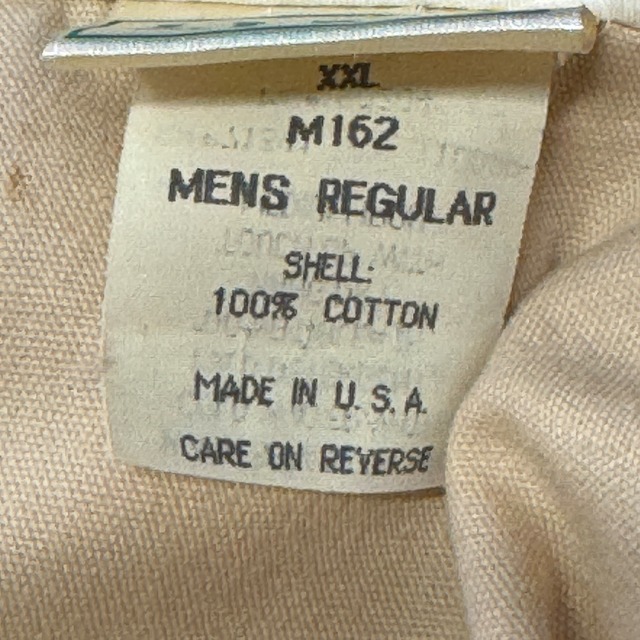 XXL
M162
MENS REGULAR
SHELL:
100% COTTON
MADE IN U.S.A.
CARE ON REVERSE